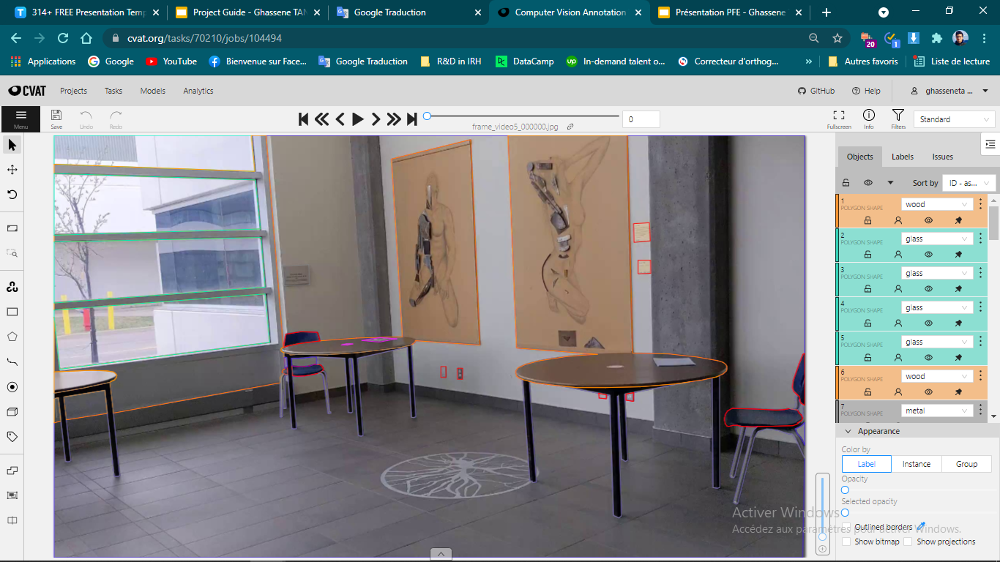 314+ FREE Presentation Temp
Project Guide - Ghassene TAN
Google Traduction
Computer Vision Annotation
Présentation PFE - Ghassene
cvat.org/tasks/70210/jobs/104494
20
1
Applications
Google
YouTube
Bienvenue sur Face...
Google Traduction
R&D in IRH
DataCamp
In-demand talent o...
Correcteur d'orthog...
»
Autres favoris
Liste de lecture
CVAT
Projects
Tasks
Models
Analytics
GitHub
Help
ghasseneta ...
Menu
Save
Undo
Redo
frame_video5_000000.jpg
0
Fullscreen
Info
Filters
Standard
Objects
Labels
Issues
Sort by
ID - as...
1
POLYGON SHAPE
wood
2
POLYGON SHAPE
glass
3
POLYGON SHAPE
glass
4
POLYGON SHAPE
glass
5
POLYGON SHAPE
glass
6
POLYGON SHAPE
wood
7
POLYGON SHAPE
metal
Appearance
Color by
Label
Instance
Group
Opacity
Selected opacity
Outlined borders
Show bitmap
Show projections
Activer Windows
Accédez aux paramètres pour activer Windows.